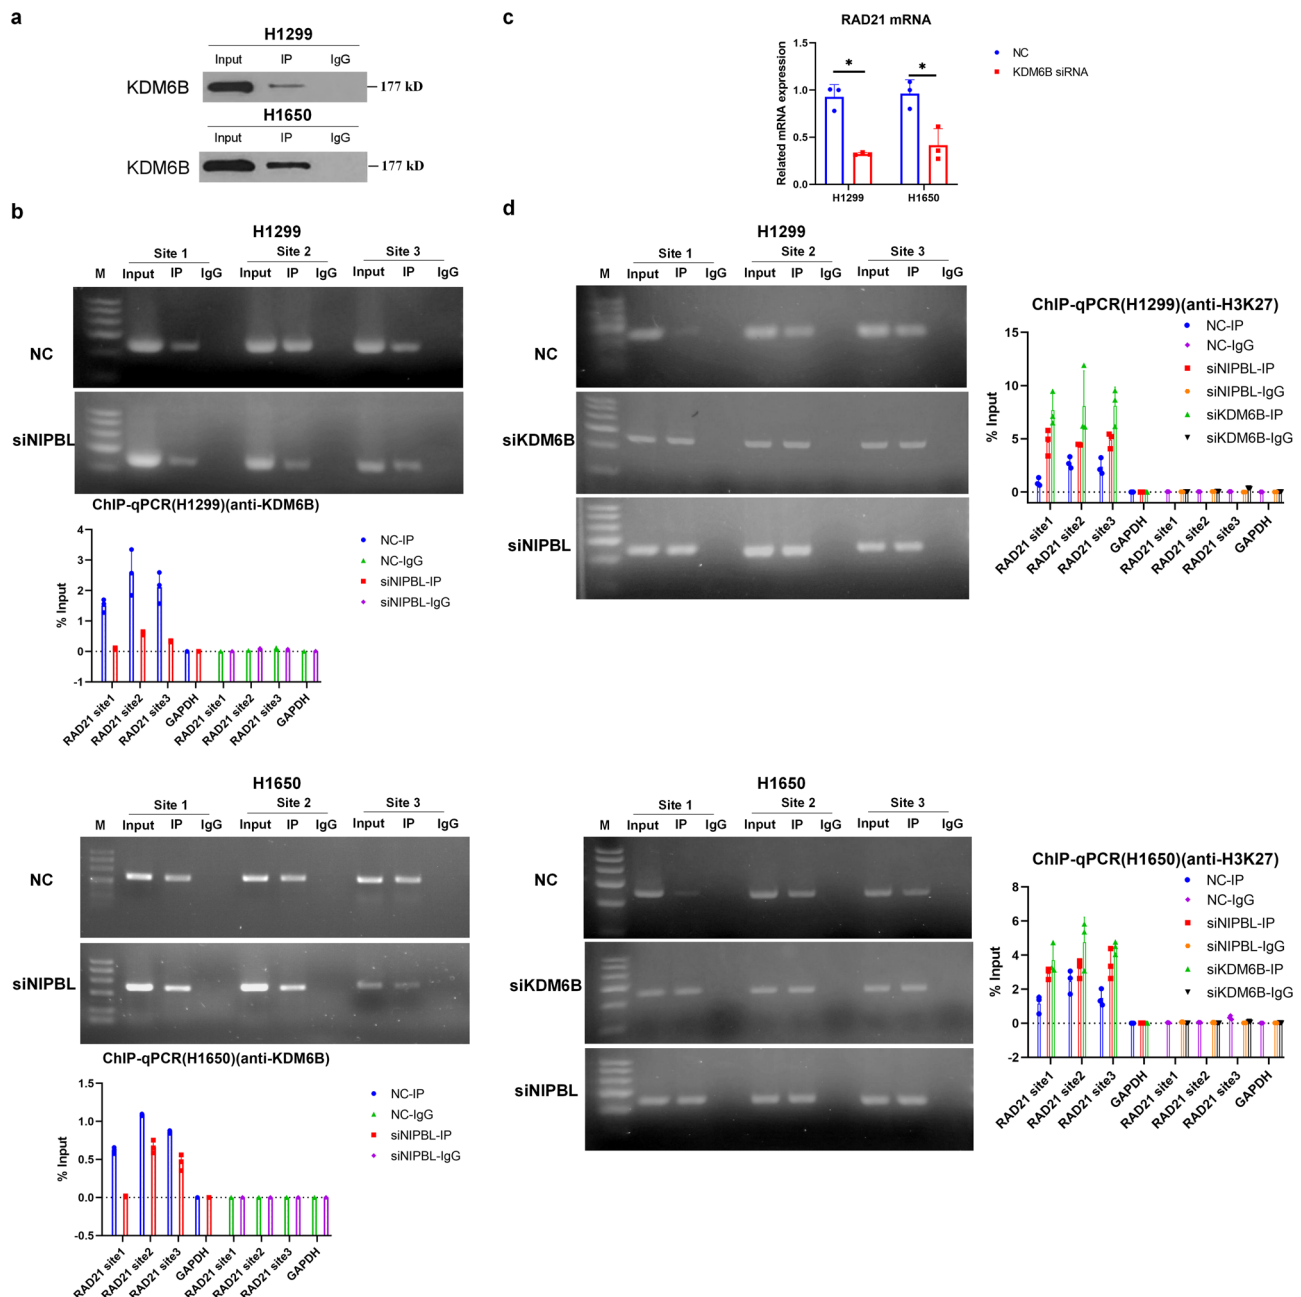 a
H1299
Input IP IgG
KDM6B
177 kD
H1650
Input IP IgG
KDM6B
177 kD
c
RAD21 mRNA
Related mRNA expression
1.5
1.0
0.5
0.0
*
*
H1299 H1650
NC
KDM6B siRNA
b
H1299
Site 1 Site 2 Site 3
M Input IP IgG Input IP IgG Input IP IgG
NC
siNIPBL
ChIP-qPCR(H1299)(anti-KDM6B)
% Input
4
3
2
1
0
-1
RAD21 site1 RAD21 site2 RAD21 site3 GAPDH RAD21 site1 RAD21 site2 RAD21 site3 GAPDH
NC-IP
NC-IgG
siNIPBL-IP
siNIPBL-IgG
H1650
Site 1 Site 2 Site 3
M Input IP IgG Input IP IgG Input IP IgG
NC
siNIPBL
ChIP-qPCR(H1650)(anti-KDM6B)
% Input
1.5
1.0
0.5
0.0
-0.5
RAD21 site1 RAD21 site2 RAD21 site3 GAPDH RAD21 site1 RAD21 site2 RAD21 site3 GAPDH
NC-IP
NC-IgG
siNIPBL-IP
siNIPBL-IgG
d
H1299
Site 1 Site 2 Site 3
M Input IP IgG Input IP IgG Input IP IgG
NC
siKDM6B
siNIPBL
ChIP-qPCR(H1299)(anti-H3K27)
% Input
15
10
5
0
RAD21 site1 RAD21 site2 RAD21 site3 GAPDH RAD21 site1 RAD21 site2 RAD21 site3 GAPDH
NC-IP
NC-IgG
siNIPBL-IP
siNIPBL-IgG
siKDM6B-IP
siKDM6B-IgG
H1650
Site 1 Site 2 Site 3
M Input IP IgG Input IP IgG Input IP IgG
NC
siKDM6B
siNIPBL
ChIP-qPCR(H1650)(anti-H3K27)
% Input
8
6
4
2
0
-2
RAD21 site1 RAD21 site2 RAD21 site3 GAPDH RAD21 site1 RAD21 site2 RAD21 site3 GAPDH
NC-IP
NC-IgG
siNIPBL-IP
siNIPBL-IgG
siKDM6B-IP
siKDM6B-IgG